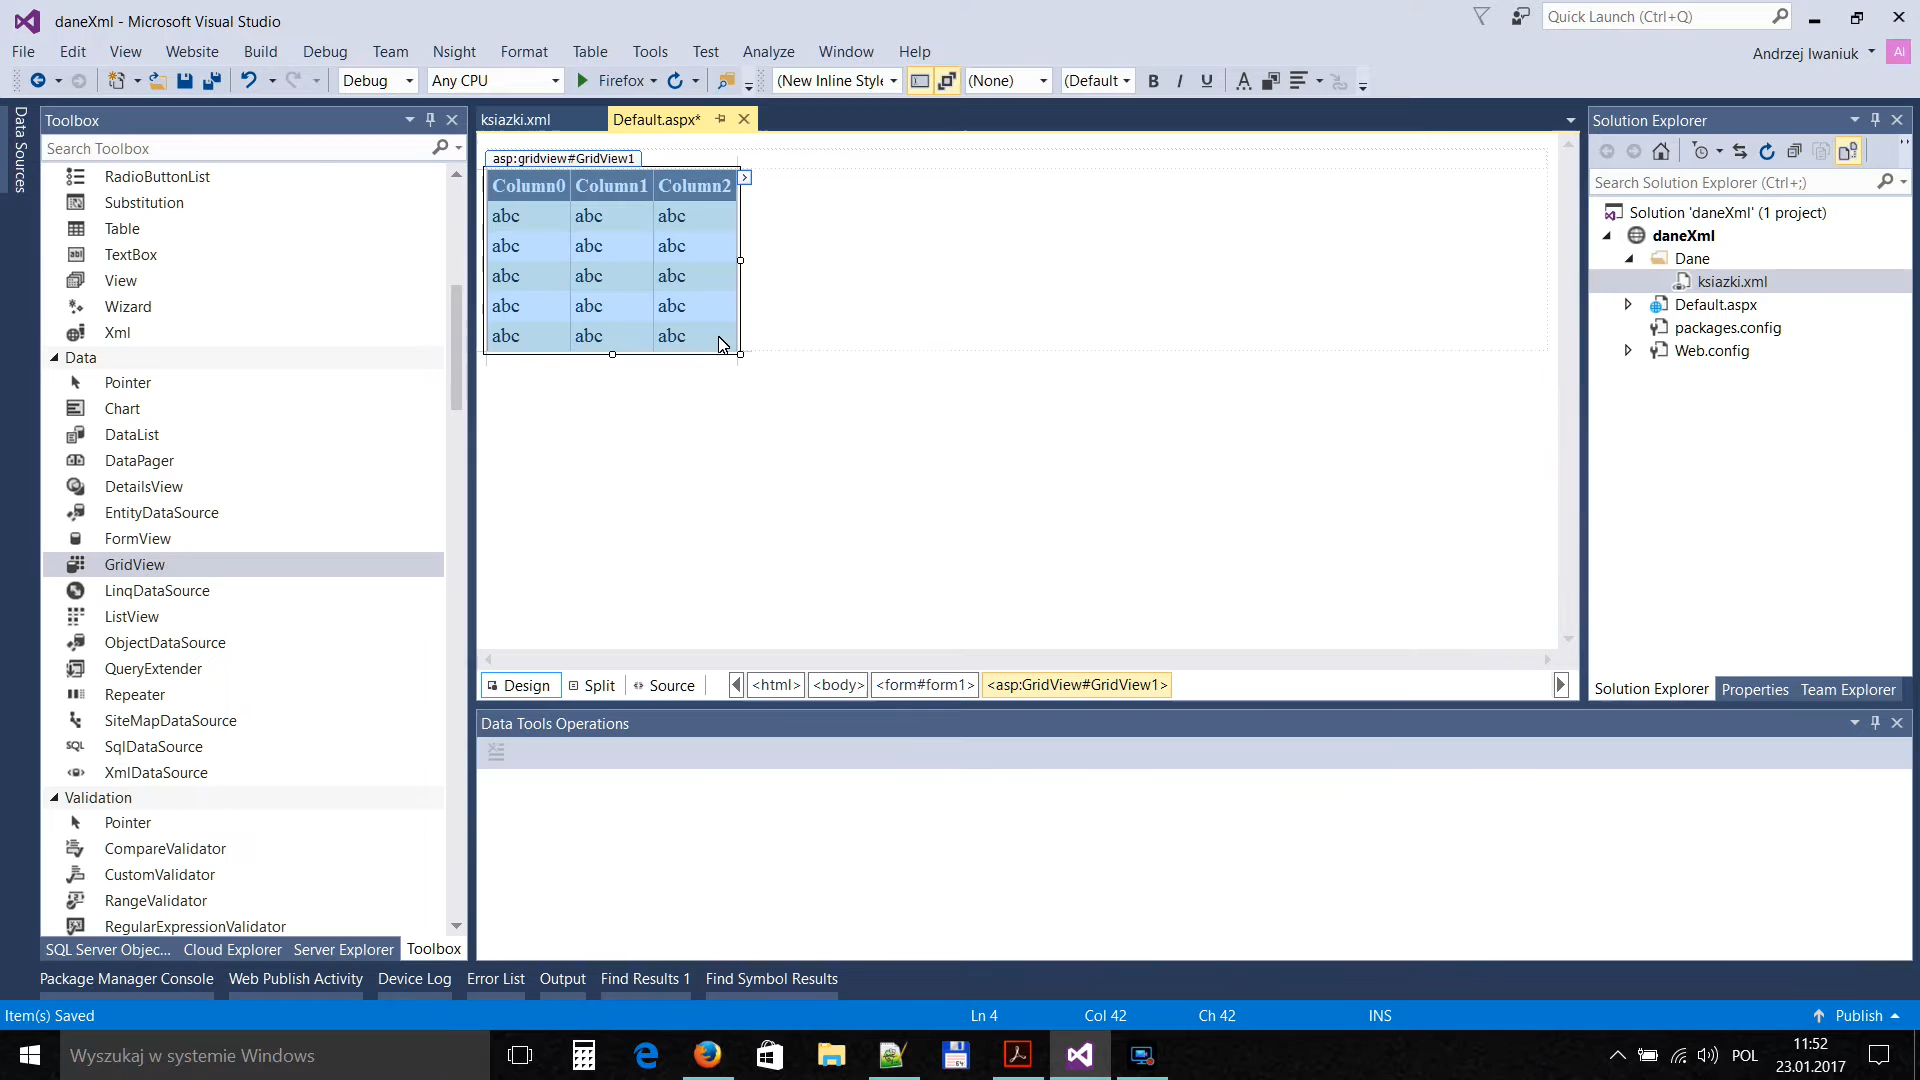 daneXml - Microsoft Visual Studio
Quick Launch (Ctrl+Q)
File Edit View Website Build Debug Team Nsight Format Table Tools Test Analyze Window Help
Andrzej Iwaniuk AI
Debug Any CPU Firefox (New Inline Style (None) (Default B I U A
Data Sources
Toolbox
Search Toolbox
RadioButtonList
Substitution
Table
TextBox
View
Wizard
Xml
Data
Pointer
Chart
DataList
DataPager
DetailsView
EntityDataSource
FormView
GridView
LinqDataSource
ListView
ObjectDataSource
QueryExtender
Repeater
SiteMapDataSource
SQL SqlDataSource
XmlDataSource
Validation
Pointer
CompareValidator
CustomValidator
RangeValidator
RegularExpressionValidator
SQL Server Objec... Cloud Explorer Server Explorer Toolbox
ksiazki.xml Default.aspx*
asp:gridview#GridView1
Column0 Column1 Column2
abc abc abc
abc abc abc
abc abc abc
abc abc abc
abc abc abc
Design Split Source <html> <body> <form#form1> <asp:GridView#GridView1>
Data Tools Operations
Solution Explorer
Search Solution Explorer (Ctrl+;)
Solution 'daneXml' (1 project)
daneXml
Dane
ksiazki.xml
Default.aspx
packages.config
Web.config
Solution Explorer Properties Team Explorer
Package Manager Console Web Publish Activity Device Log Error List Output Find Results 1 Find Symbol Results
Item(s) Saved Ln 4 Col 42 Ch 42 INS Publish
Wyszukaj w systemie Windows
POL
11:52
23.01.2017